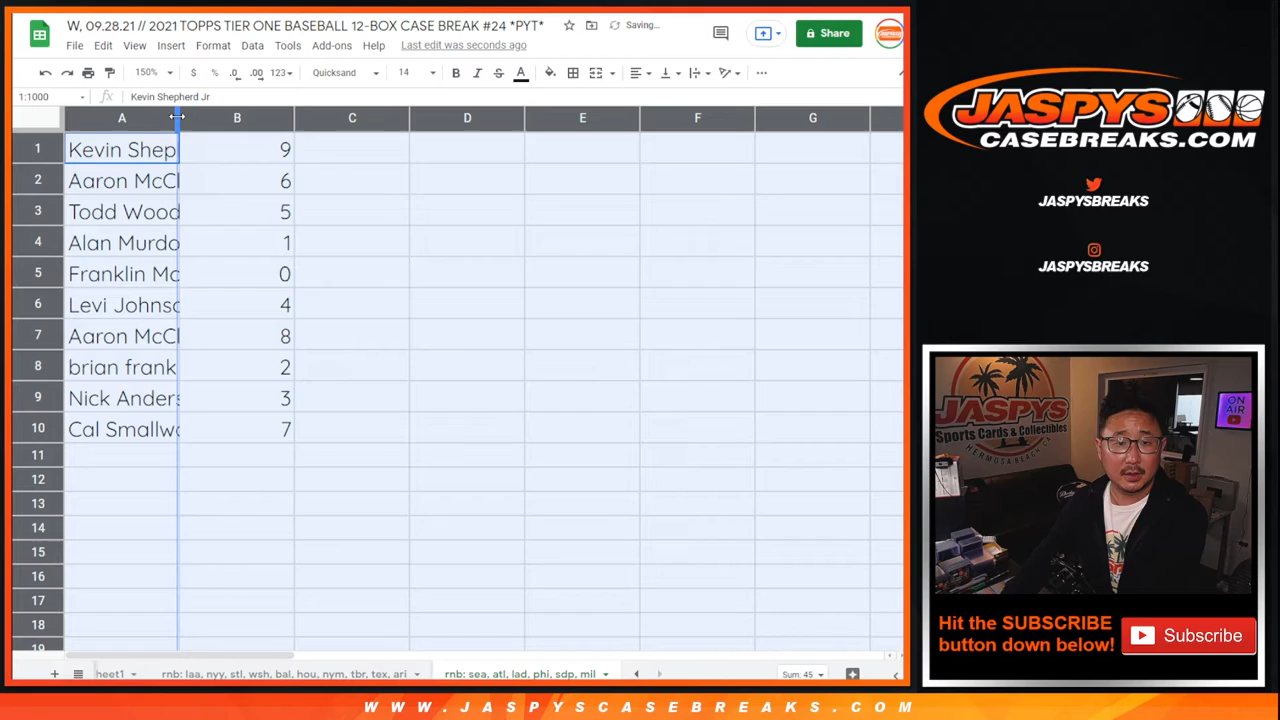 W, 09.28.21 // 2021 TOPPS TIER ONE BASEBALL 12-BOX CASE BREAK #24 *PYT*
Saving...
File Edit View Insert Format Data Tools Add-ons Help Last edit was seconds ago
Share
150% $ % .0 .00 123 Quicksand 14 B I S A
1:1000 fx Kevin Shepherd Jr
A B C D E F G
1 Kevin Shep 9
2 Aaron McCl 6
3 Todd Wood 5
4 Alan Murdo 1
5 Franklin Mc 0
6 Levi Johnso 4
7 Aaron McCl 8
8 brian frank 2
9 Nick Anders 3
10 Cal Smallwo 7
11
12
13
14
15
16
17
18
19
heet1 rnb: laa, nyy, stl, wsh, bal, hou, nym, tbr, tex, ari rnb: sea, atl, lad, phi, sdp, mil Sum: 45
JASPYS
CASEBREAKS.COM
JASPYSBREAKS
JASPYSBREAKS
JASPYS
Sports Cards & Collectibles
HERMOSA BEACH CA
ON
AIR
Hit the SUBSCRIBE
button down below!
Subscribe
WWW.JASPYSCASEBREAKS.COM